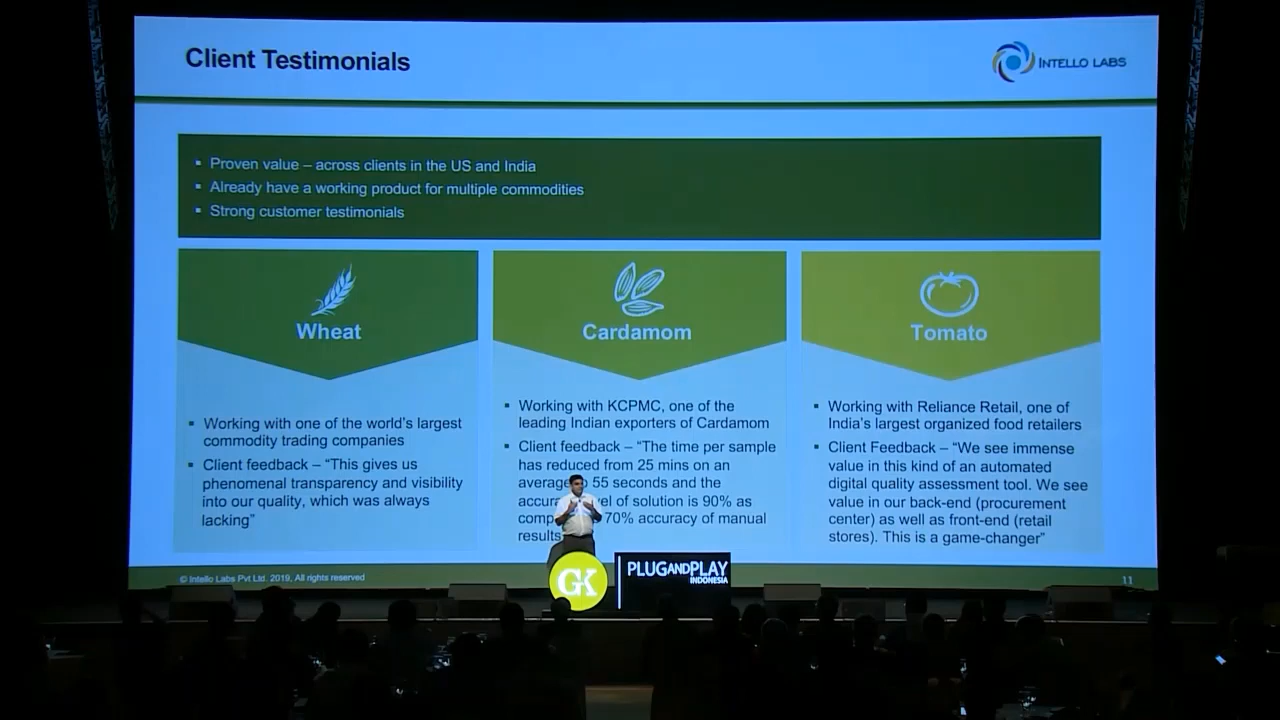 Client Testimonials
INTELLO LABS
▪ Proven value – across clients in the US and India
▪ Already have a working product for multiple commodities
▪ Strong customer testimonials
Wheat
▪ Working with one of the world's largest
commodity trading companies
▪ Client feedback – “This gives us
phenomenal transparency and visibility
into our quality, which was always
lacking”
Cardamom
▪ Working with KCPMC, one of the
leading Indian exporters of Cardamom
▪ Client feedback – “The time per sample
has reduced from 25 mins on an
average 55 seconds and the
of solution is 90% as
70% accuracy of manual
results
Tomato
▪ Working with Reliance Retail, one of
India's largest organized food retailers
▪ Client Feedback – “We see immense
value in this kind of an automated
digital quality assessment tool. We see
value in our back-end (procurement
center) as well as front-end (retail
stores). This is a game-changer”
© Intello Labs Pvt Ltd. 2019, All rights reserved
11
GK
PLUG AND PLAY
INDONESIA